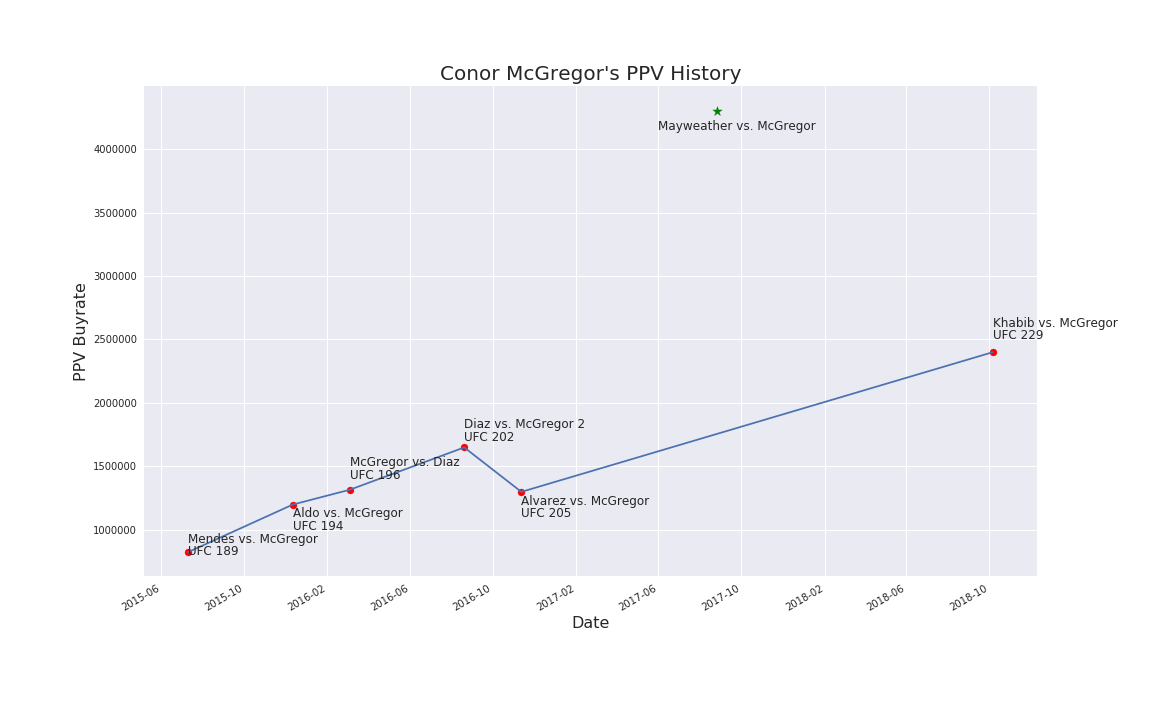 Conor McGregor's PPV History
Mayweather vs. McGregor
4000000
3500000
3000000
Khabib vs. McGregor
UFC 229
2500000
PPV Buyrate
2000000
Diaz vs. McGregor 2
UFC 202
McGregor vs. Diaz
UFC 196
1500000
Alvarez vs. McGregor
UFC 205
Aldo vs. McGregor
UFC 194
1000000
Mendes vs. McGregor
UFC 189
2015-06
2015-10
2016-02
2016-06
2016-10
2017-02
2017-06
2017-10
2018-02
2018-06
2018-10
Date